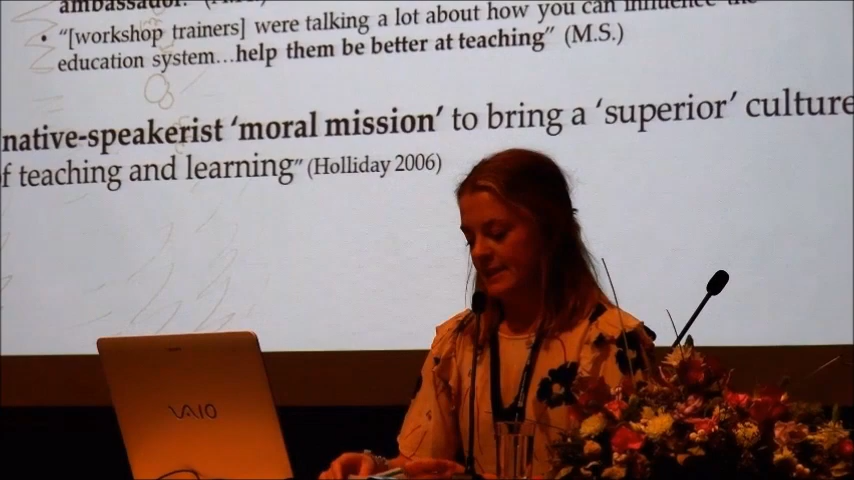 ambassador.
• “[workshop trainers] were talking a lot about how you can influence the
education system…help them be better at teaching” (M.S.)
native-speakerist ‘moral mission’ to bring a ‘superior’ culture
f teaching and learning” (Holliday 2006)
VAIO